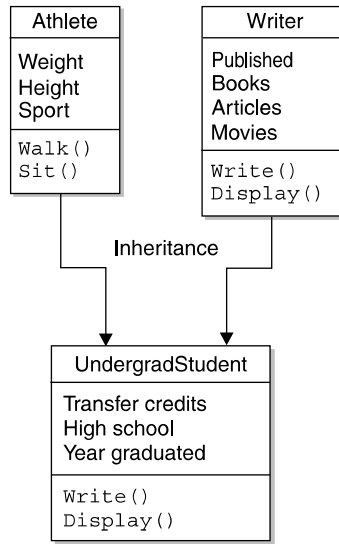 Athlete
Weight
Height
Sport
Walk()
Sit()
Writer
Published
Books
Articles
Movies
Write()
Display()
Inheritance
UndergradStudent
Transfer credits
High school
Year graduated
Write()
Display()